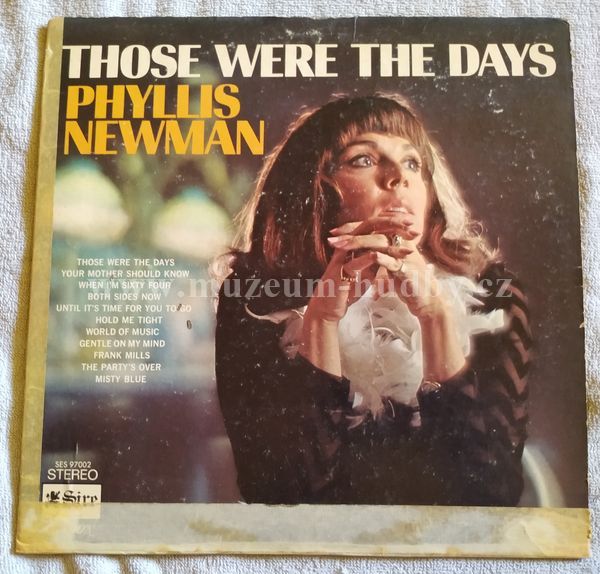 THOSE WERE THE DAYS
PHYLLIS
NEWMAN
THOSE WERE THE DAYS
YOUR MOTHER SHOULD KNOW
WHEN I'M SIXTY FOUR
BOTH SIDES NOW
UNTIL IT'S TIME FOR YOU TO GO
HOLD ME TIGHT
WORLD OF MUSIC
GENTLE ON MY MIND
FRANK MILLS
THE PARTY'S OVER
MISTY BLUE
www.muzeum-hudby.cz
SES 97002
STEREO
Sire